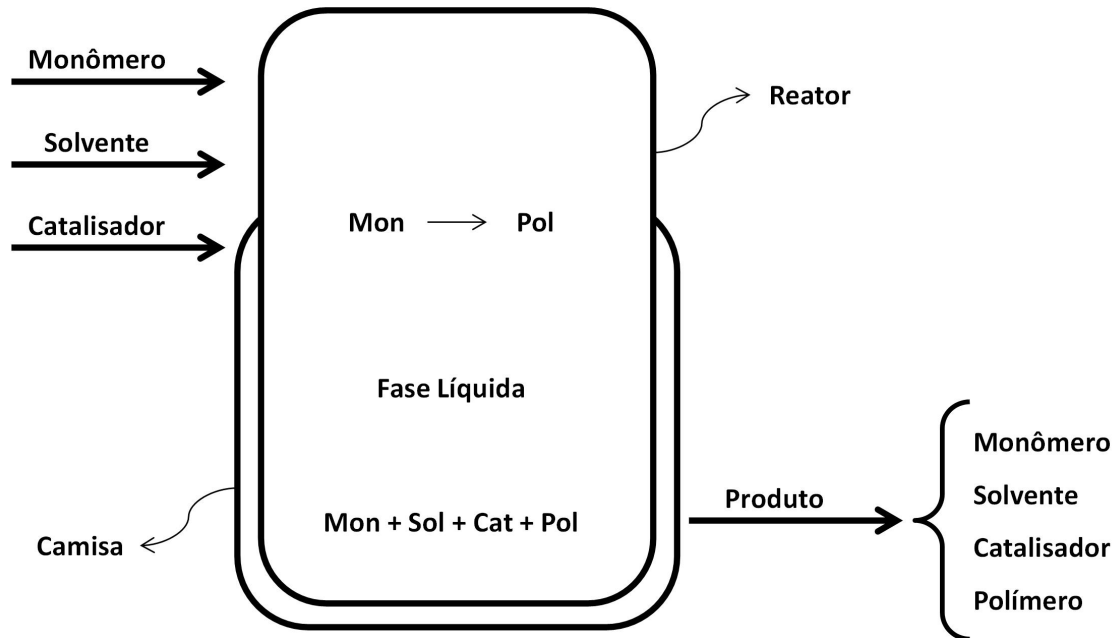 Monômero
Solvente
Catalisador
Reator
Mon → Pol
Fase Líquida
Mon + Sol + Cat + Pol
Camisa
Produto
Monômero
Solvente
Catalisador
Polímero